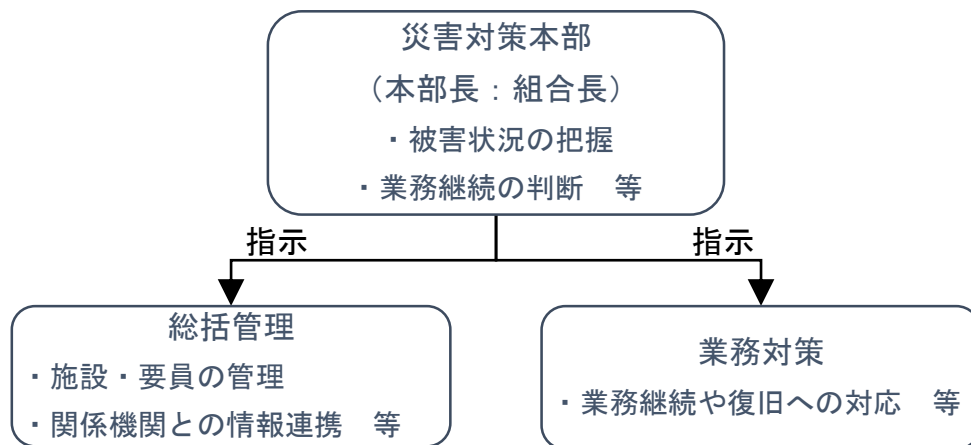 災害対策本部
（本部長：組合長）
・被害状況の把握
・業務継続の判断　等
指示
指示
総括管理
・施設・要員の管理
・関係機関との情報連携　等
業務対策
・業務継続や復旧への対応　等